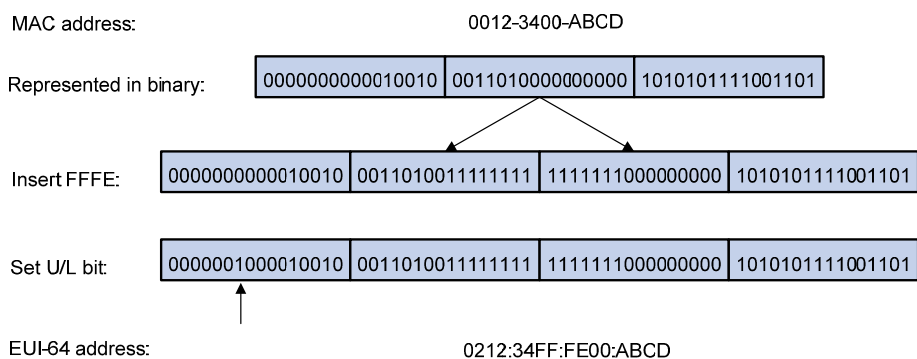 MAC address: 0012-3400-ABCD
Represented in binary: 0000000000010010 0011010000000000 1010101111001101
Insert FFFE: 0000000000010010 0011010011111111 1111111000000000 1010101111001101
Set U/L bit: 0000001000010010 0011010011111111 1111111000000000 1010101111001101
EUI-64 address: 0212:34FF:FE00:ABCD